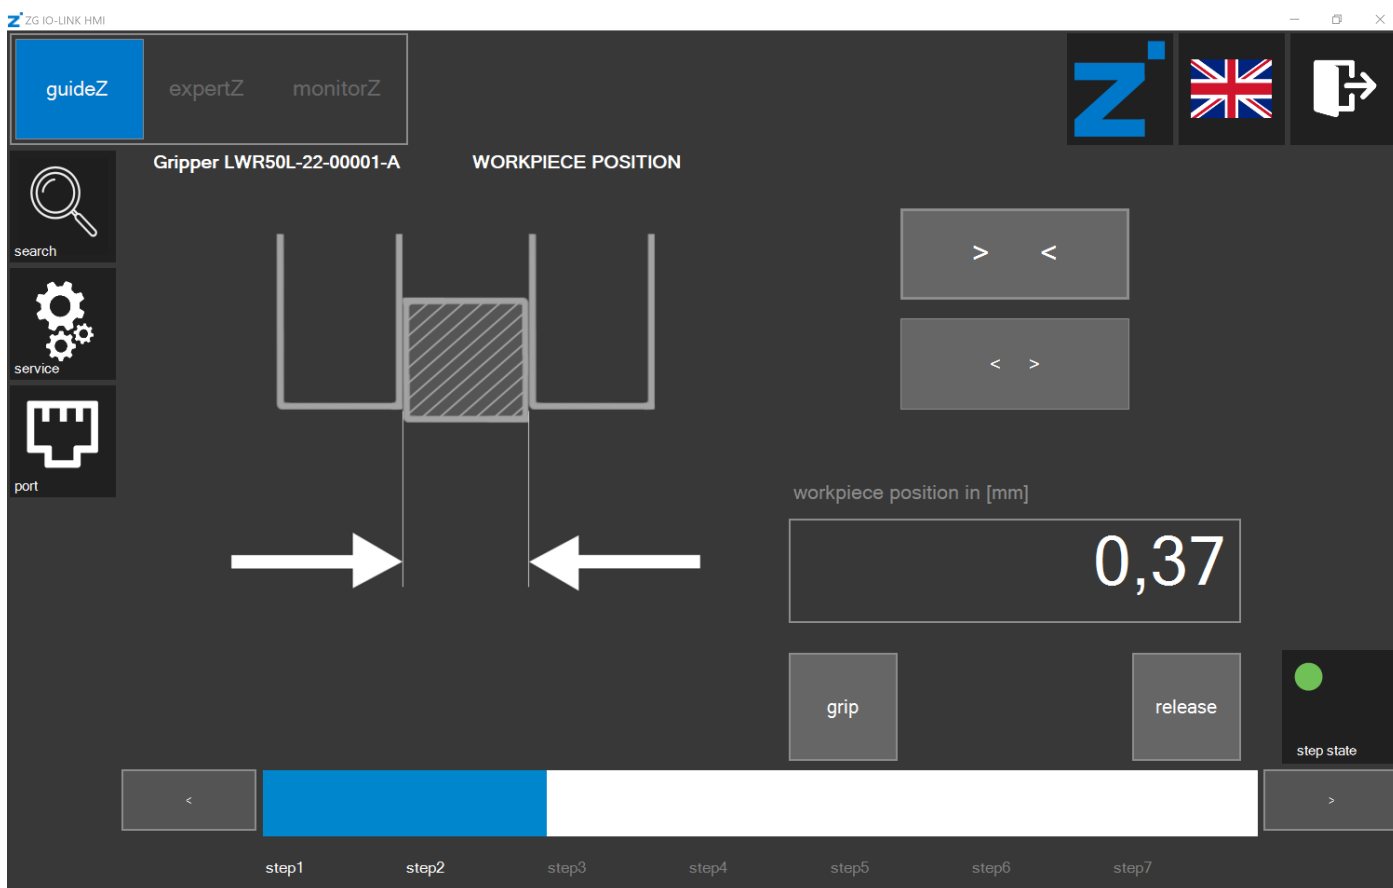 ZG IO-LINK HMI
guideZ expertZ monitorZ
Gripper LWR50L-22-00001-A WORKPIECE POSITION
search
> <
service
< >
port
workpiece position in [mm]
0,37
grip release
step state
< >
step1 step2 step3 step4 step5 step6 step7